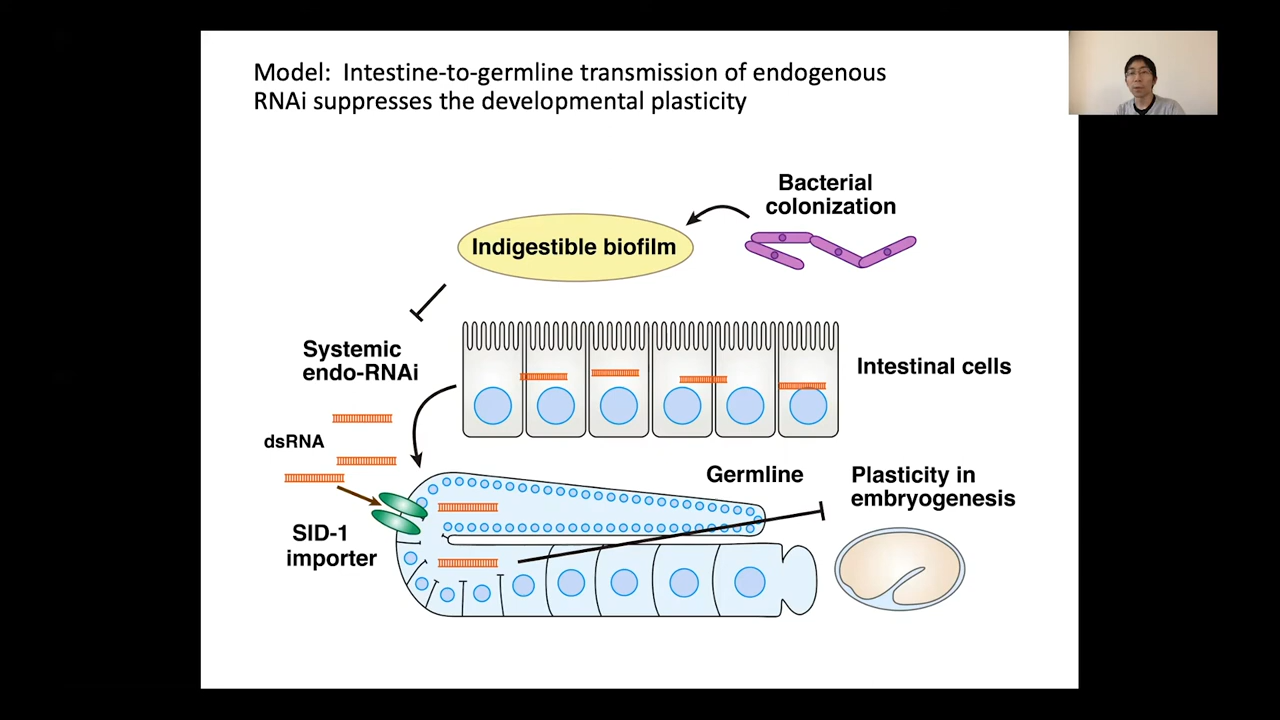 Model:  Intestine-to-germline transmission of endogenous
RNAi suppresses the developmental plasticity
Bacterial
colonization
Indigestible biofilm
Systemic
endo-RNAi
Intestinal cells
dsRNA
Germline
Plasticity in
embryogenesis
SID-1
importer